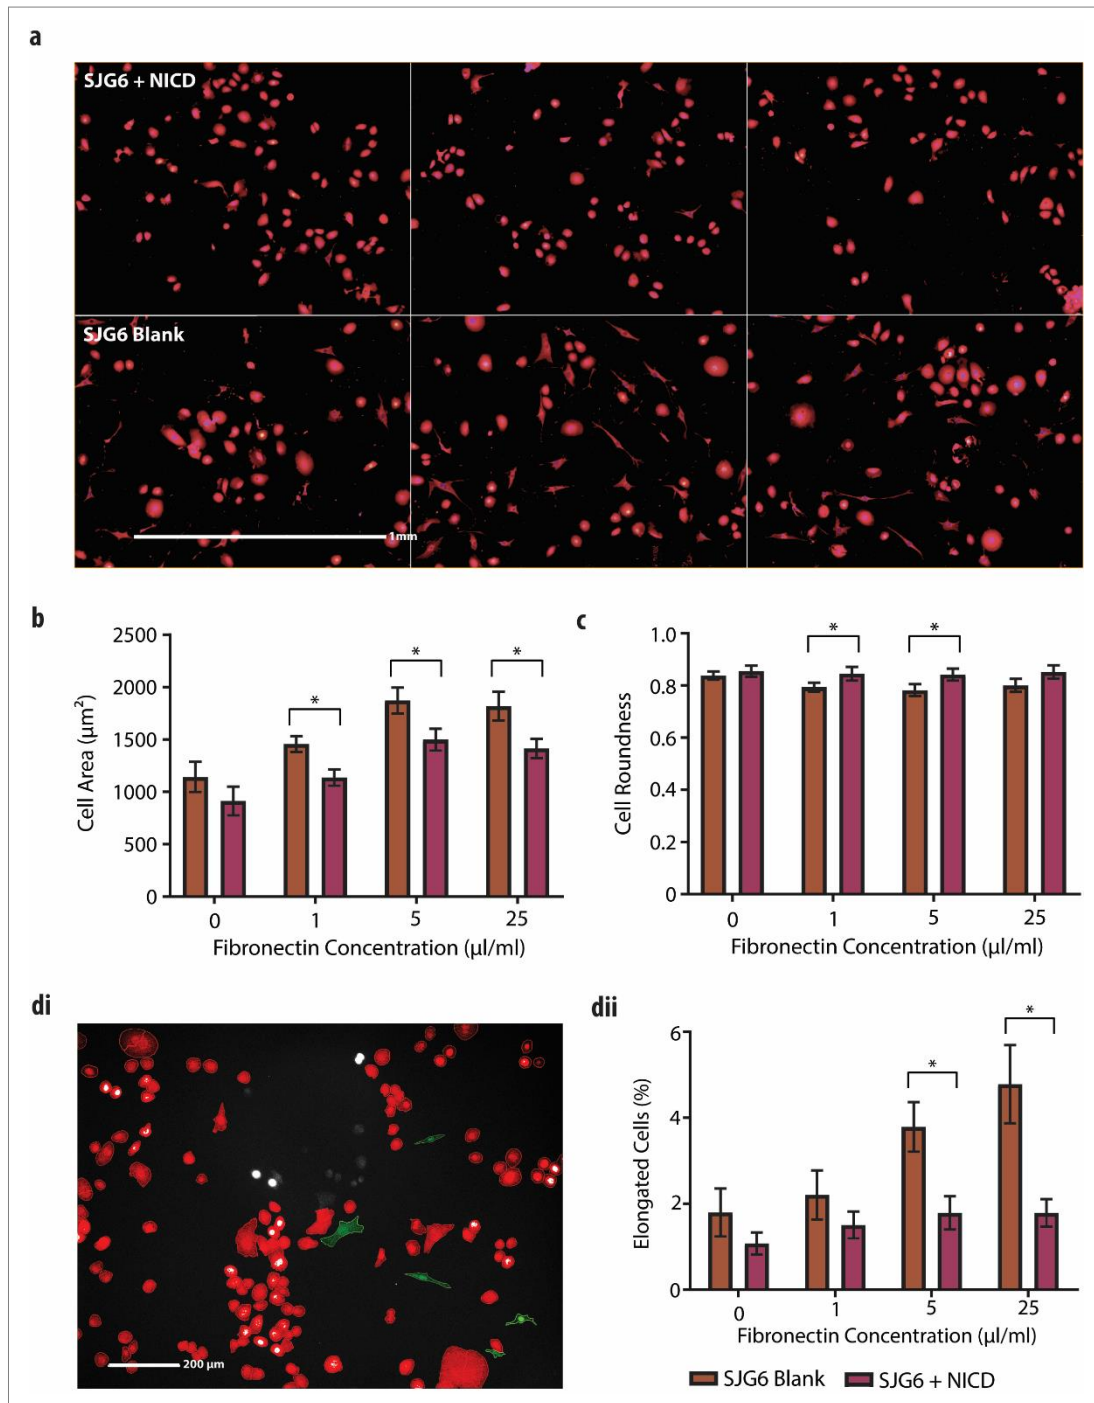 a
SJG6 + NICD
SJG6 Blank
1mm
b
2500
2000
1500
1000
500
0
Cell Area (µm²)
*
*
*
0 1 5 25
Fibronectin Concentration (µl/ml)
c
1.0
0.8
0.6
0.4
0.2
0
Cell Roundness
*
*
0 1 5 25
Fibronectin Concentration (µl/ml)
di
200 µm
dii
6
4
2
0
Elongated Cells (%)
*
*
0 1 5 25
Fibronectin Concentration (µl/ml)
SJG6 Blank SJG6 + NICD